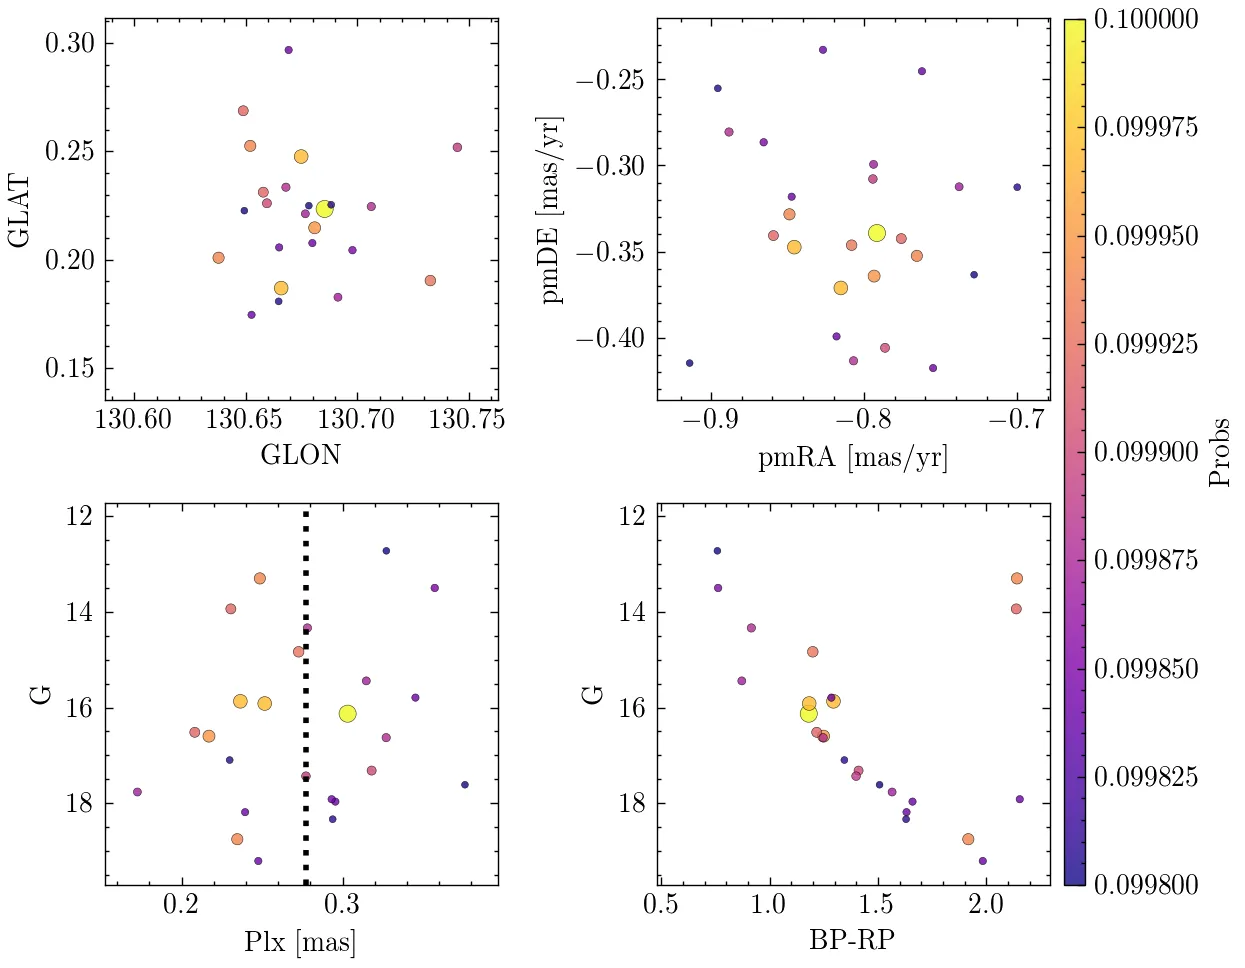 0.30
0.25
0.20
0.15
GLAT
130.60 130.65 130.70 130.75
GLON
−0.25
−0.30
−0.35
−0.40
pmDE [mas/yr]
−0.9 −0.8 −0.7
pmRA [mas/yr]
0.100000
0.099975
0.099950
0.099925
0.099900
0.099875
0.099850
0.099825
0.099800
Probs
12
14
16
18
G
0.2 0.3
Plx [mas]
12
14
16
18
G
0.5 1.0 1.5 2.0
BP-RP